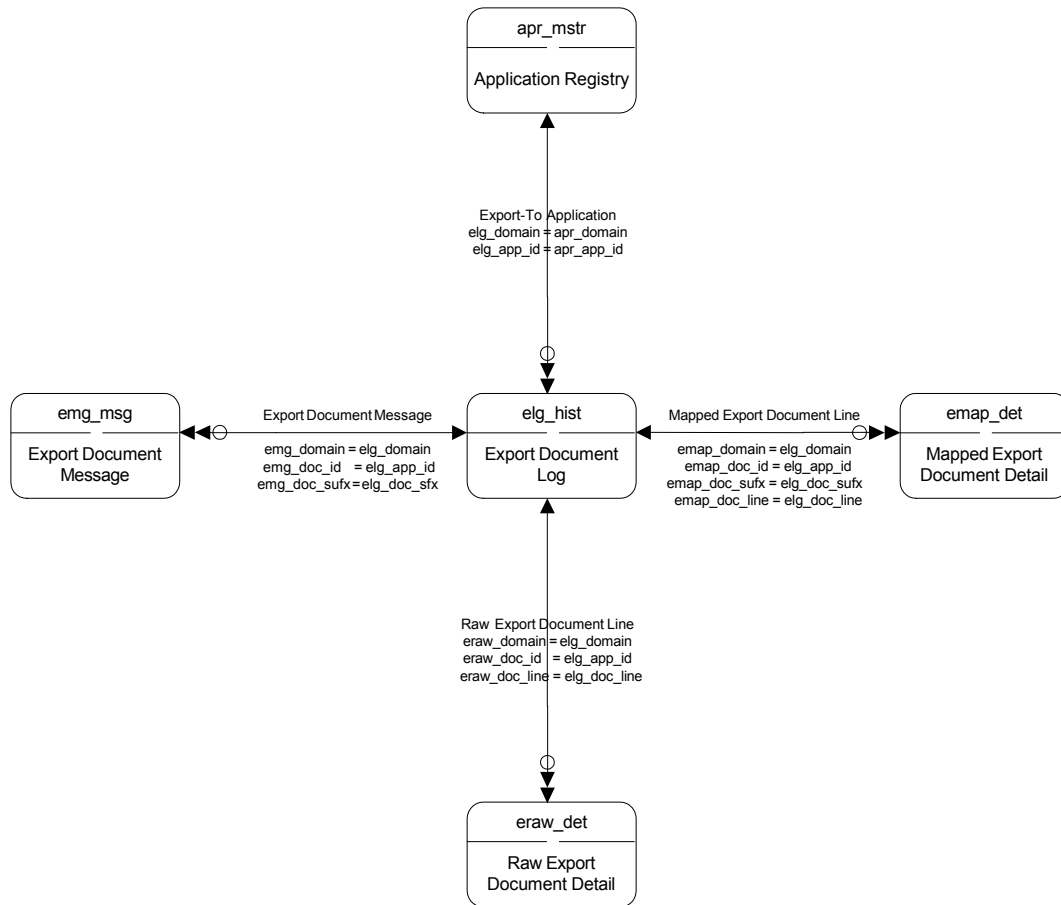 apr_mstr
Application Registry
Export-To Application
elg_domain = apr_domain
elg_app_id = apr_app_id
emg_msg
Export Document
Message
Export Document Message
emg_domain = elg_domain
emg_doc_id = elg_app_id
emg_doc_sufx = elg_doc_sfx
elg_hist
Export Document
Log
Mapped Export Document Line
emap_domain = elg_domain
emap_doc_id = elg_app_id
emap_doc_sufx = elg_doc_sufx
emap_doc_line = elg_doc_line
emap_det
Mapped Export
Document Detail
Raw Export Document Line
eraw_domain = elg_domain
eraw_doc_id = elg_app_id
eraw_doc_line = elg_doc_line
eraw_det
Raw Export
Document Detail